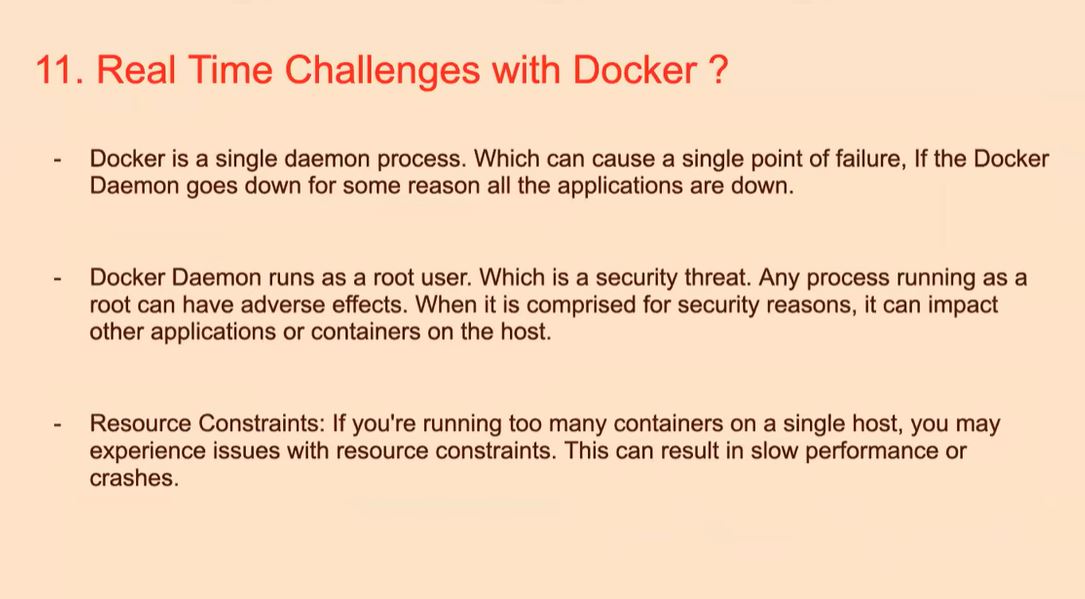 11. Real Time Challenges with Docker ?
- Docker is a single daemon process. Which can cause a single point of failure, If the Docker
Daemon goes down for some reason all the applications are down.
- Docker Daemon runs as a root user. Which is a security threat. Any process running as a
root can have adverse effects. When it is comprised for security reasons, it can impact
other applications or containers on the host.
- Resource Constraints: If you're running too many containers on a single host, you may
experience issues with resource constraints. This can result in slow performance or
crashes.